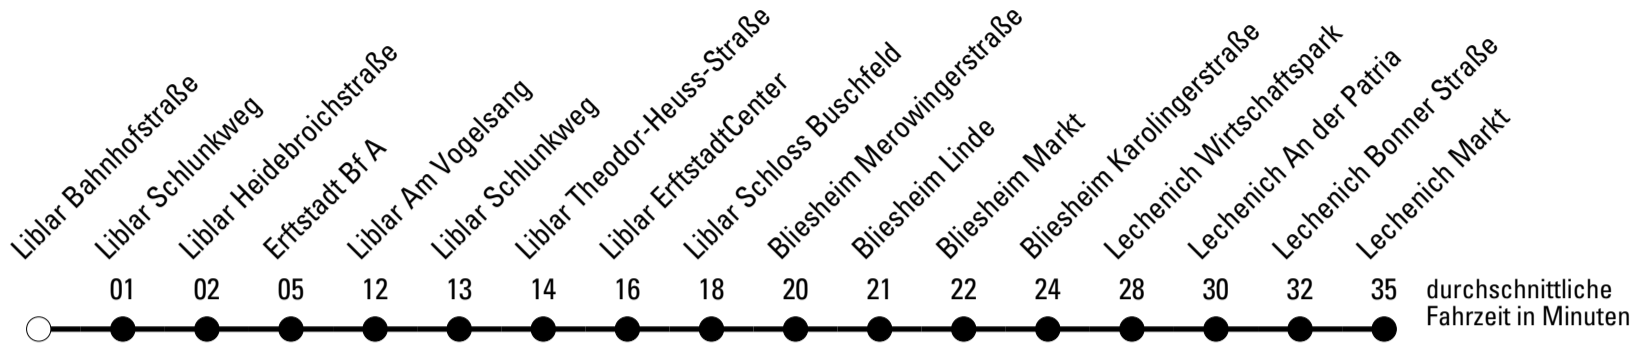 Liblar Bahnhofstraße
Liblar Schlunkweg
Liblar Heidebroichstraße
Erftstadt Bf A
Liblar Am Vogelsang
Liblar Schlunkweg
Liblar Theodor-Heuss-Straße
Liblar ErftstadtCenter
Liblar Schloss Buschfeld
Bliesheim Merowingerstraße
Bliesheim Linde
Bliesheim Markt
Bliesheim Karolingerstraße
Lechenich Wirtschaftspark
Lechenich An der Patria
Lechenich Bonner Straße
Lechenich Markt
01 02 05 12 13 14 16 18 20 21 22 24 28 30 32 35
durchschnittliche
Fahrzeit in Minuten